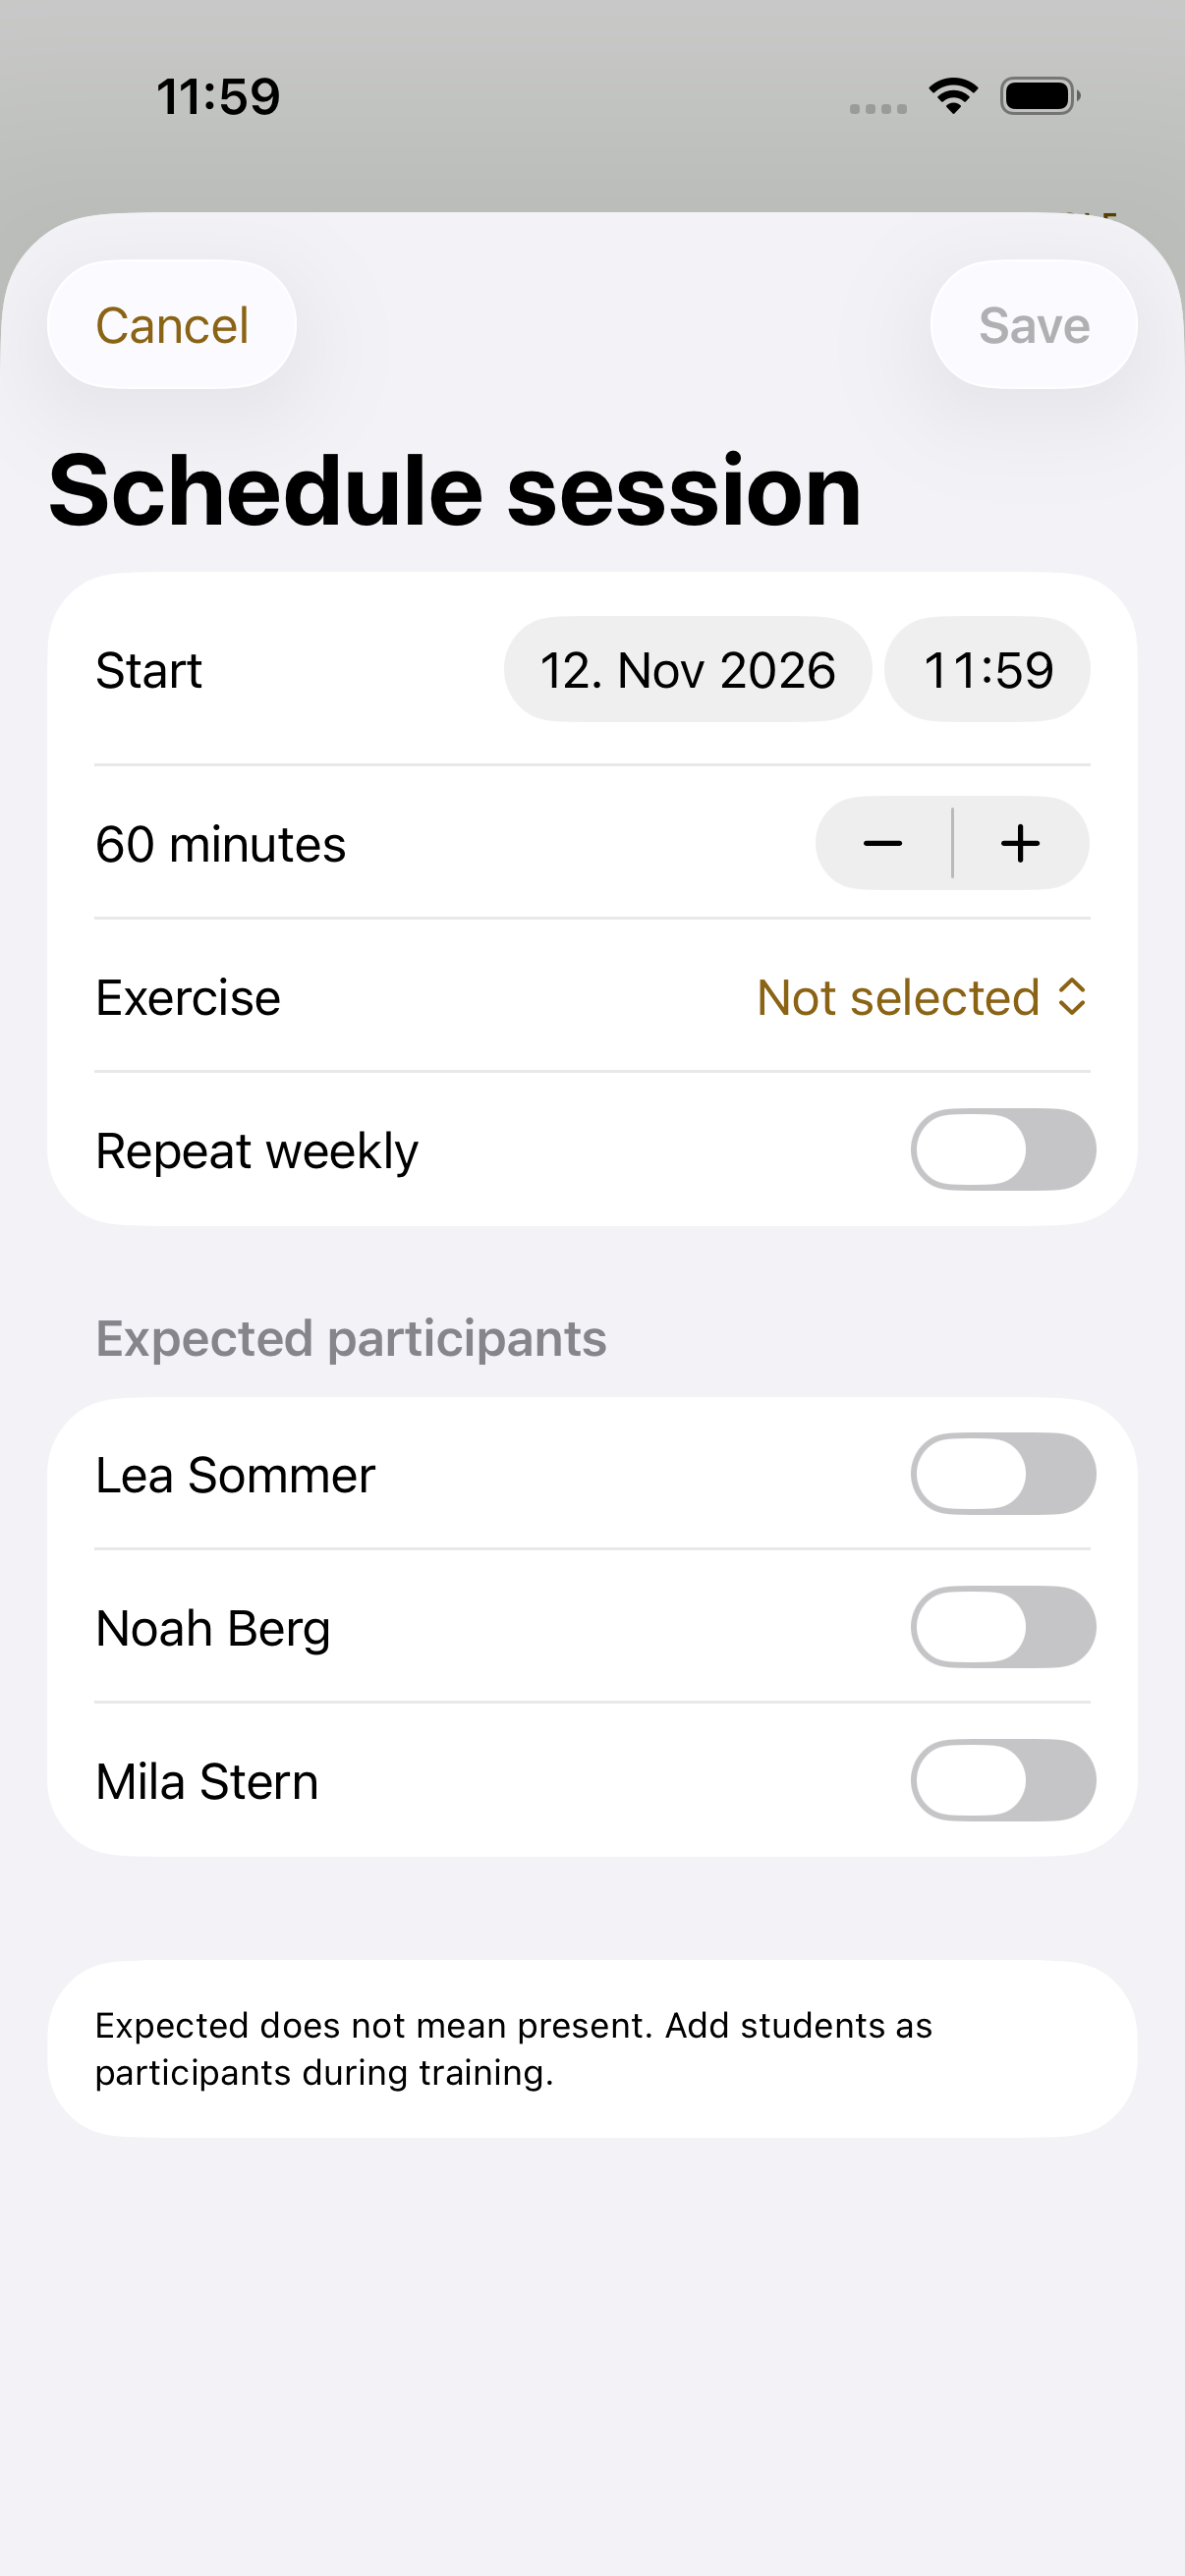 11:59
Cancel
Save
Schedule session
Start
12. Nov 2026
11:59
60 minutes
Exercise
Not selected
Repeat weekly
Expected participants
Lea Sommer
Noah Berg
Mila Stern
Expected does not mean present. Add students as
participants during training.